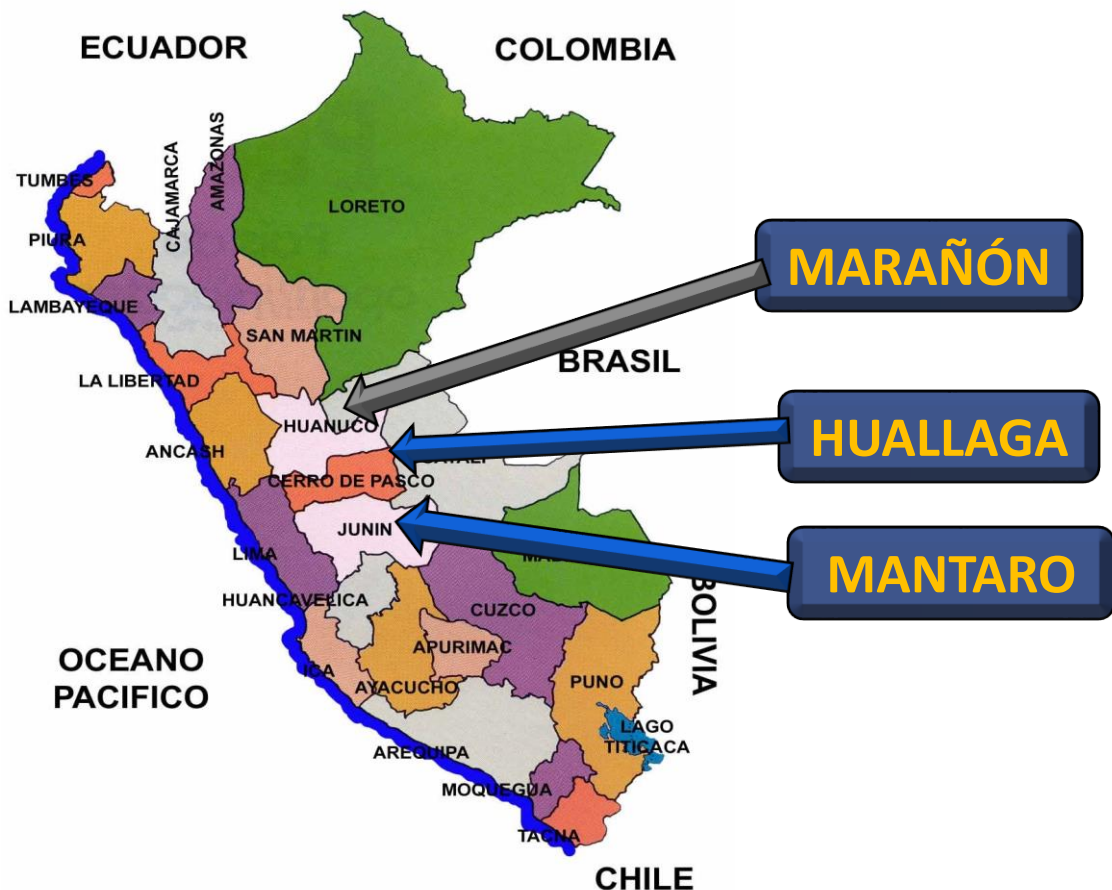 ECUADOR
COLOMBIA
CAJAMARCA
AMAZONAS
TUMBES
LORETO
PIURA
MARAÑÓN
LAMBAYEQUE
SAN MARTIN
BRASIL
LA LIBERTAD
HUANUCO
HUALLAGA
ANCASH
CERRO DE PASCO
JUNIN
LIMA
MANTARO
HUANCAVELICA
CUZCO
BOLIVIA
APURIMAC
OCEANO
PACIFICO
ICA
AYACUCHO
PUNO
LAGO
TITICACA
AREQUIPA
MOQUEGUA
TACNA
CHILE